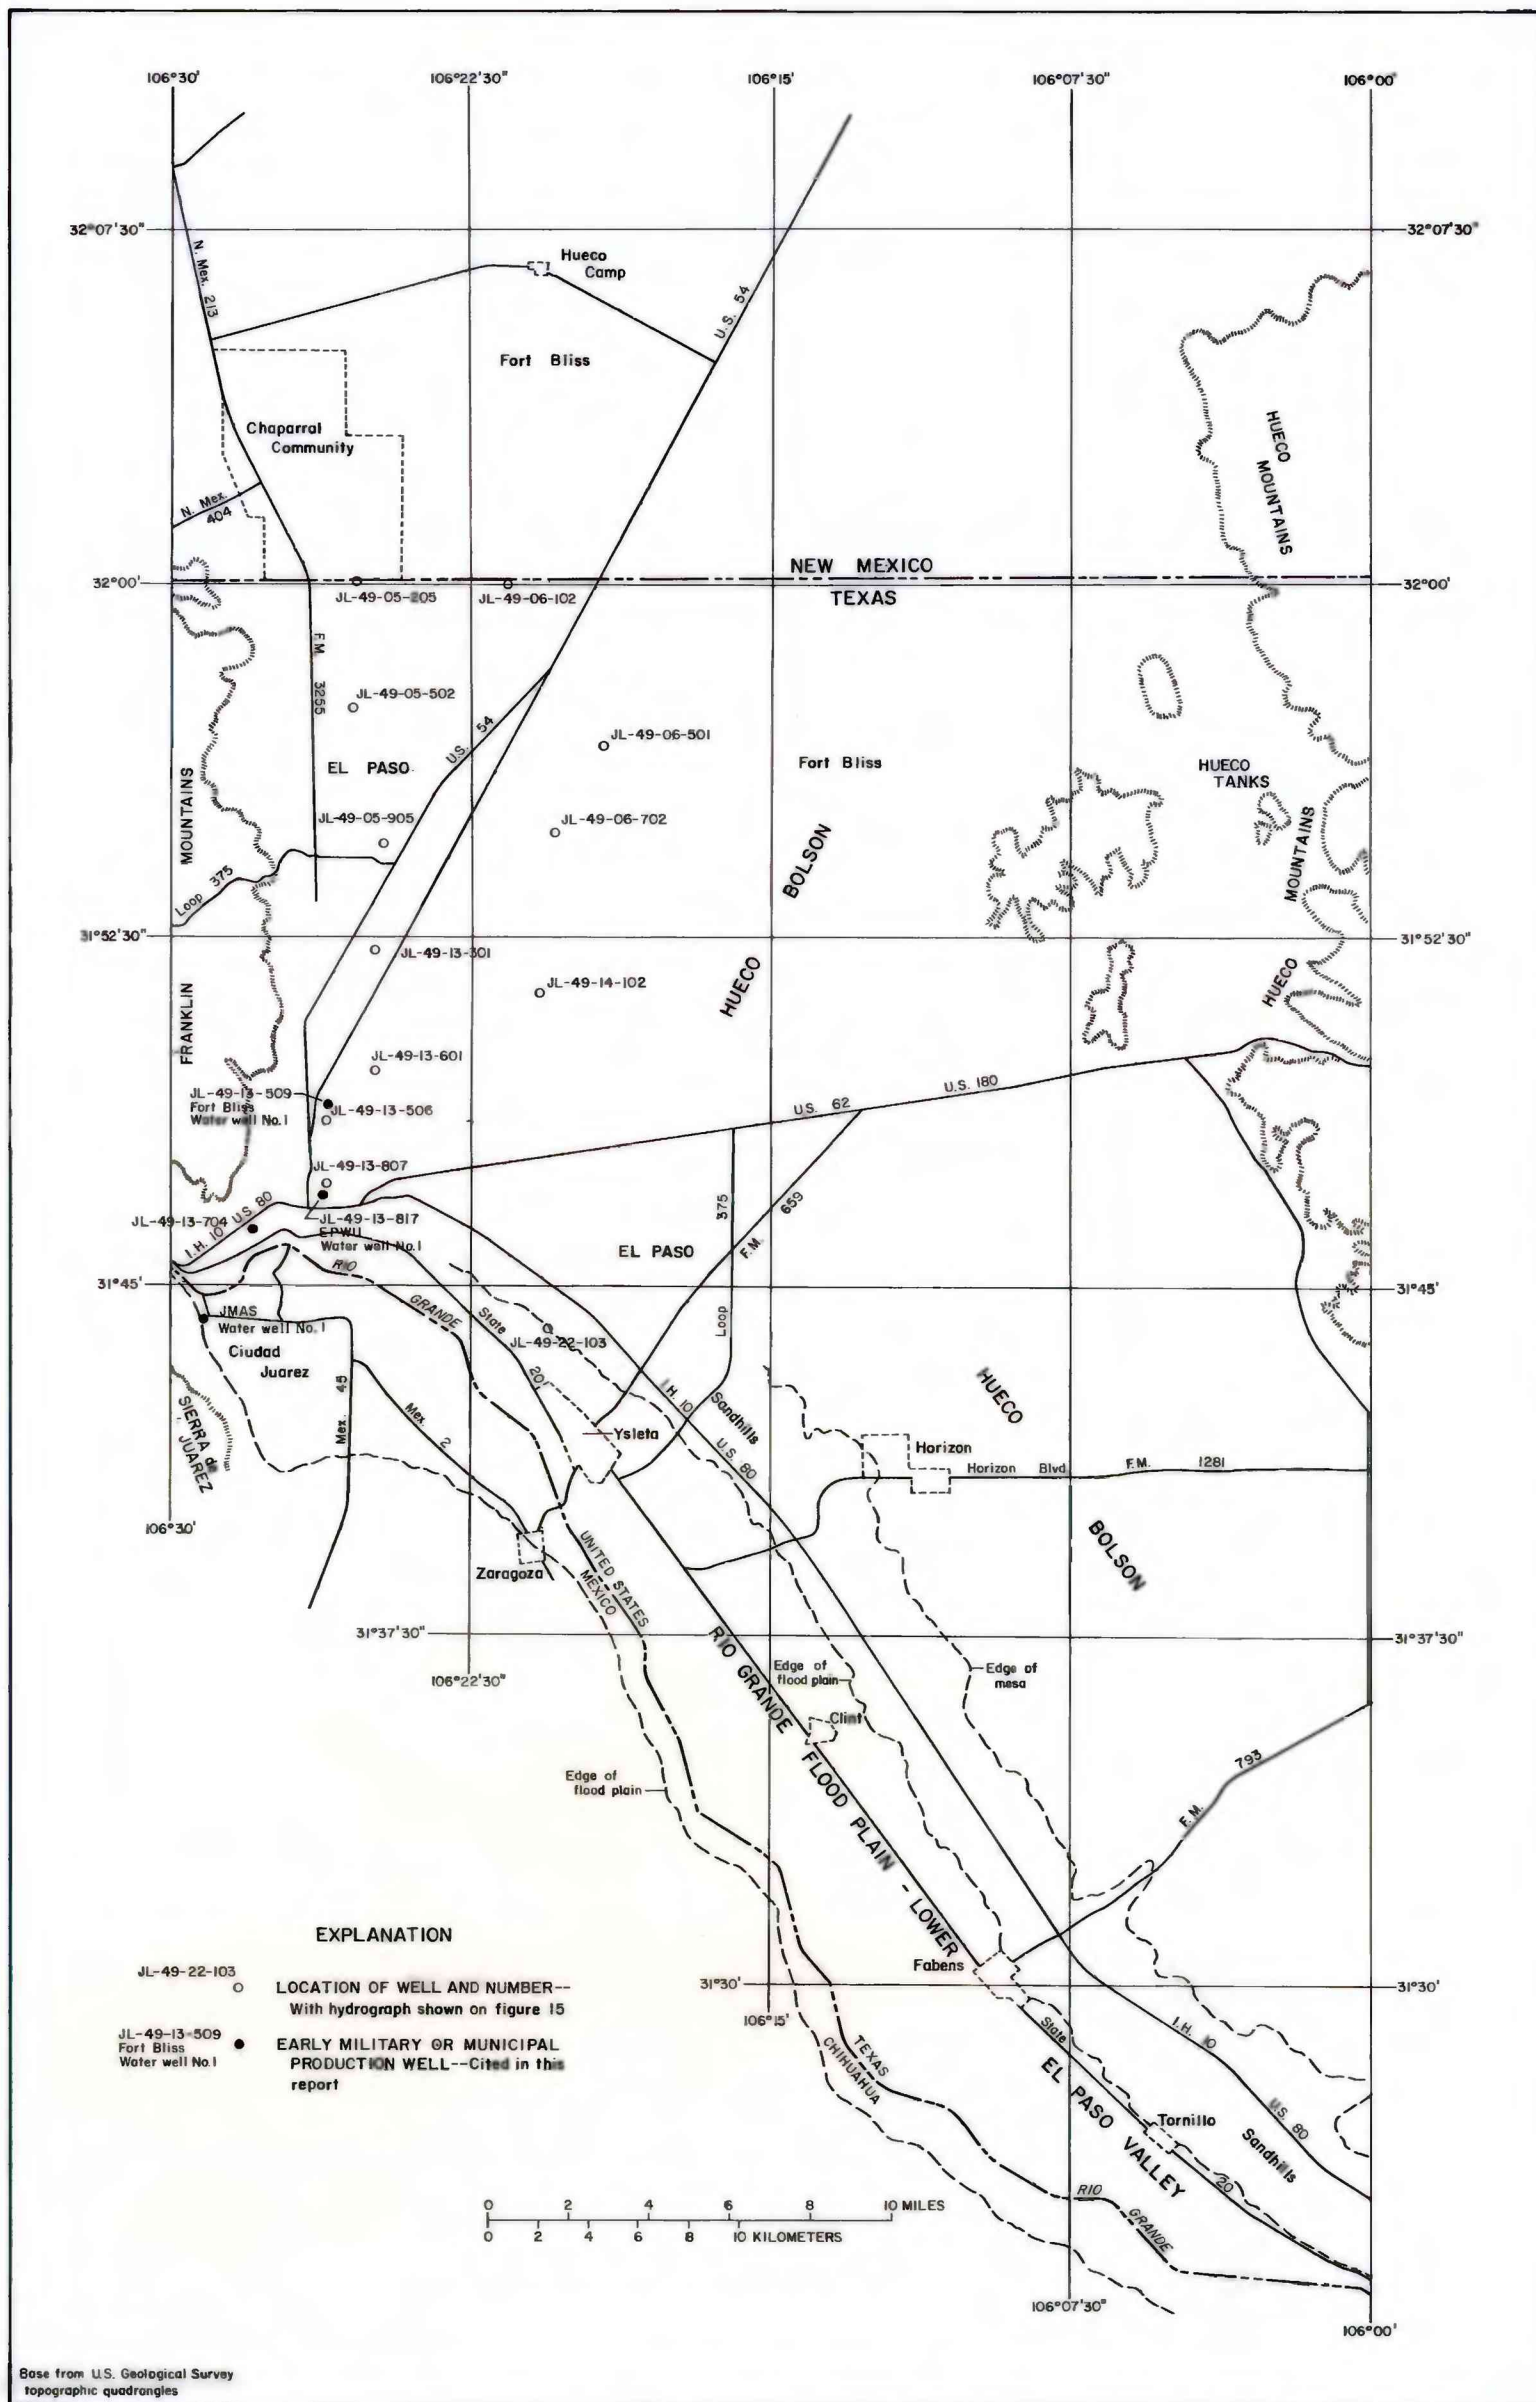 106°30'
106°22'30"
106°15'
106°07'30"
106°00'
32°07'30"
32°07'30"
N. Mex. 213
Hueco
Camp
U.S. 54
Fort Bliss
HUECO
MOUNTAINS
Chaparral
Community
N. Mex.
404
NEW MEXICO
32°00'
32°00'
TEXAS
JL-49-05-205
JL-49-06-102
F.M. 3255
JL-49-05-502
U.S. 54
JL-49-06-501
EL PASO
Fort Bliss
HUECO
TANKS
MOUNTAINS
JL-49-05-905
JL-49-06-702
BOLSON
MOUNTAINS
Loop 375
31°52'30"
31°52'30"
JL-49-13-301
JL-49-14-102
HUECO
HUECO
FRANKLIN
JL-49-13-601
JL-49-13-509
Fort Bliss
Water well No.1
JL-49-13-506
U.S. 62
U.S. 180
JL-49-13-807
375
659
JL-49-13-704
I.H. 10
U.S. 80
JL-49-13-817
EPWU
Water well No.1
EL PASO
F.M.
RIO
31°45'
31°45'
GRANDE
State
Loop
JMAS
Water well No.1
JL-49-22-103
Ciudad
Juarez
20
HUECO
SIERRA de
JUAREZ
Mex. 45
Mex. 2
I.H. 10
Sandhills
Ysleta
U.S. 80
Horizon
Horizon Blvd
F.M. 1281
106°30'
BOLSON
UNITED STATES
MEXICO
Zaragoza
31°37'30"
31°37'30"
106°22'30"
RIO GRANDE FLOOD PLAIN - LOWER
Edge of
flood plain
Edge of
mesa
Clint
793
Edge of
flood plain
F.M.
EXPLANATION
Fabens
JL-49-22-103
LOCATION OF WELL AND NUMBER--
With hydrograph shown on figure 15
31°30'
31°30'
106°15'
JL-49-13-509
Fort Bliss
Water well No.1
EARLY MILITARY OR MUNICIPAL
PRODUCTION WELL--Cited in this
report
State
I.H. 10
TEXAS
CHIHUAHUA
EL PASO VALLEY
U.S. 80
Tornillo
Sandhills
20
RIO
GRANDE
0 2 4 6 8 10 MILES
0 2 4 6 8 10 KILOMETERS
106°07'30"
106°00'
Base from U.S. Geological Survey
topographic quadrangles